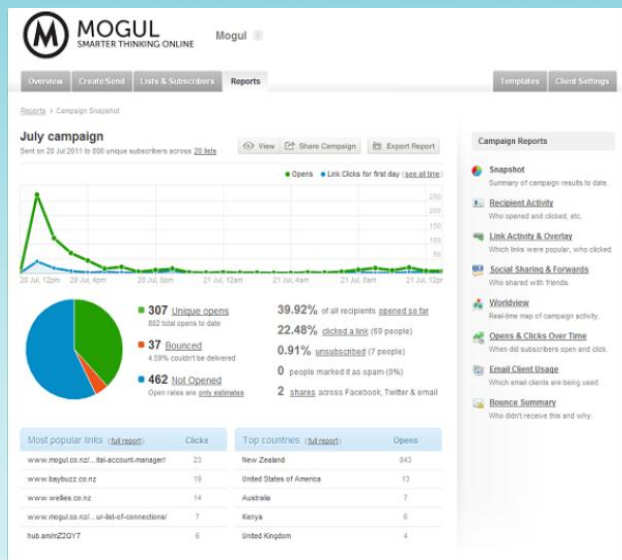 MOGUL
SMARTER THINKING ONLINE
Mogul
Overview
Create/Send
Lists & Subscribers
Reports
Templates
Client Settings
Reports > Campaign Snapshot
July campaign
Sent on 20 Jul 2011 to 806 unique subscribers across 20 lists
View
Share Campaign
Export Report
Opens
Link Clicks for first day (see all time)
250
200
150
100
50
20 Jul, 12pm
20 Jul, 4pm
20 Jul, 8pm
21 Jul, 12am
21 Jul, 4am
21 Jul, 8am
21 Jul, 12pm
307 Unique opens
882 total opens to date
37 Bounced
4.59% couldn't be delivered
462 Not Opened
Open rates are only estimates
39.92% of all recipients opened so far
22.48% clicked a link (69 people)
0.91% unsubscribed (7 people)
0 people marked it as spam (0%)
2 shares across Facebook, Twitter & email
Most popular links (full report) Clicks
www.mogul.co.nz/...ital-account-manager/ 23
www.baybuzz.co.nz 19
www.wellies.co.nz 14
www.mogul.co.nz/...ur-list-of-connections/ 7
hub.am/mZ2QY7 6
Top countries (full report) Opens
New Zealand 843
United States of America 13
Australia 7
Kenya 6
United Kingdom 4
Campaign Reports
Snapshot
Summary of campaign results to date.
Recipient Activity
Who opened and clicked, etc.
Link Activity & Overlay
Which links were popular, who clicked.
Social Sharing & Forwards
Who shared with friends.
Worldview
Real-time map of campaign activity.
Opens & Clicks Over Time
When did subscribers open and click.
Email Client Usage
Which email clients are being used.
Bounce Summary
Who didn't receive this and why.